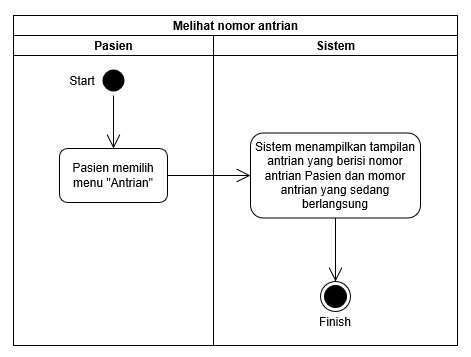 Melihat nomor antrian
Pasien
Sistem
Start
Pasien memilih
menu "Antrian"
Sistem menampilkan tampilan
antrian yang berisi nomor
antrian Pasien dan momor
antrian yang sedang
berlangsung
Finish